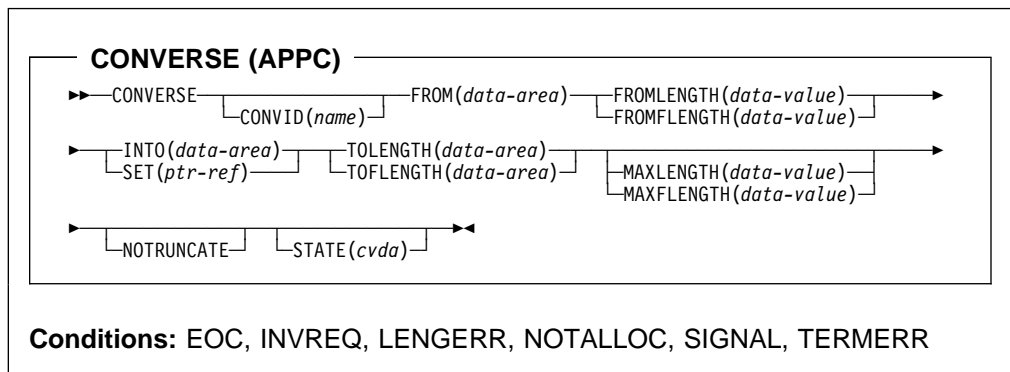 CONVERSE (APPC)
CONVERSE CONVID(name) FROM(data-area) FROMLENGTH(data-value)
FROMFLENGTH(data-value)
INTO(data-area) TOLENGTH(data-area) MAXLENGTH(data-value)
SET(ptr-ref) TOFLENGTH(data-area) MAXFLENGTH(data-value)
NOTRUNCATE STATE(cvda)
Conditions: EOC, INVREQ, LENGERR, NOTALLOC, SIGNAL, TERMERR